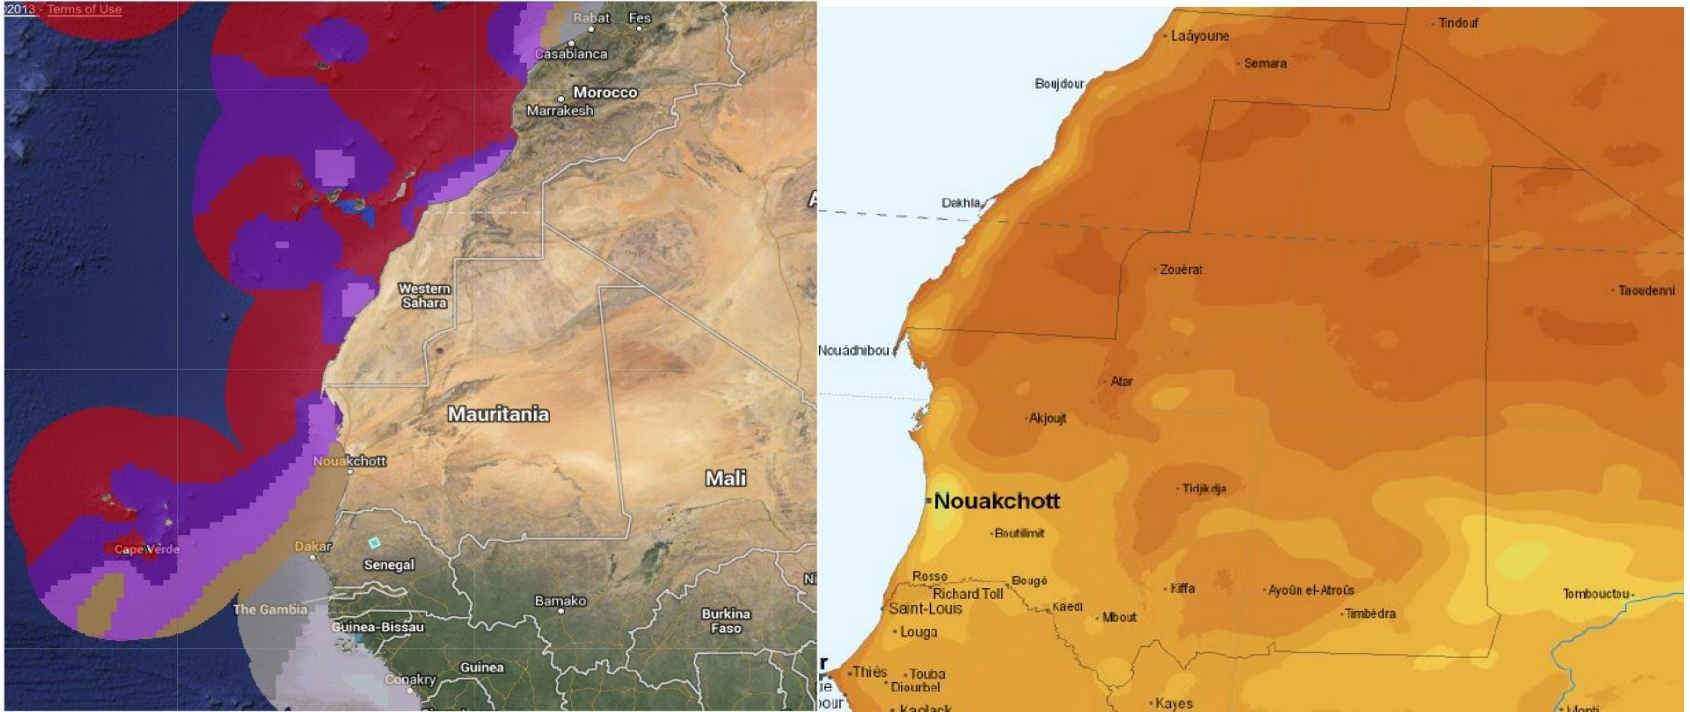 2013 - Terms of Use
Rabat
Fes
Casablanca
Morocco
Marrakesh
Western
Sahara
Mauritania
Nouakchott
Mali
Cape Verde
Dakar
Senegal
The Gambia
Bamako
Guinea-Bissau
Burkina
Faso
Guinea
Conakry
Tindouf
Laâyoune
Semara
Boujdour
Dakhla
Zouérat
Taoudenni
Nouâdhibou
Atar
Akjoujt
Tidjikdja
Nouakchott
Boutilimit
Rosso
Bougé
Richard Toll
Kiffa
Ayoûn el-Atroûs
Tombouctou
Saint-Louis
Kaedi
Mbout
Timbédra
Louga
Thiès
Touba
Diourbel
Kaolack
Kayes